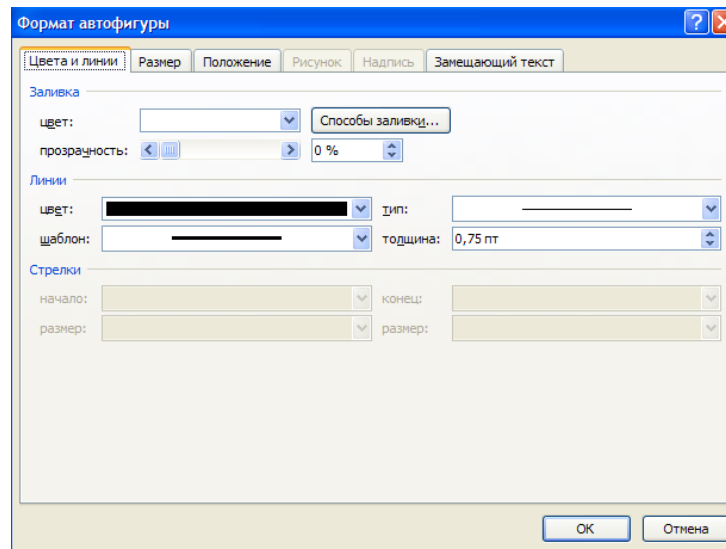 Формат автофигуры
Цвета и линии Размер Положение Рисунок Надпись Замещающий текст
Заливка
цвет: Способы заливки...
прозрачность: 0 %
Линии
цвет: тип:
шаблон: толщина: 0,75 пт
Стрелки
начало: конец:
размер: размер:
ОК Отмена